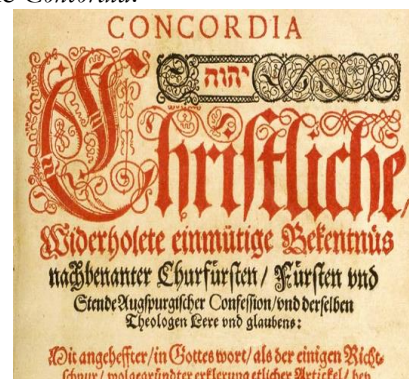 Concordia.
CONCORDIA
יהוה
Christliche,
Widerholete einmütige Bekentnüs
nachbenanter Churfürsten / Fürsten vnd
Stende Augspurgischer Confession / vnd derselben
Theologen Lere vnd glaubens:
Mit angeheffter / in Gottes wort / als der einigen Richt-
schnur / wolgegründter erklerung etlicher Artickel / bey